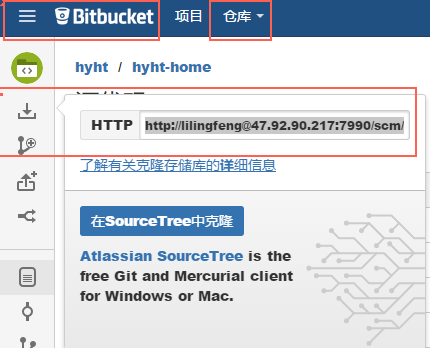 Bitbucket 项目 仓库
hyht / hyht-home
HTTP http://lilingfeng@47.92.90.217:7990/scm/
了解有关克隆存储库的详细信息
在SourceTree中克隆
Atlassian SourceTree is the
free Git and Mercurial client
for Windows or Mac.